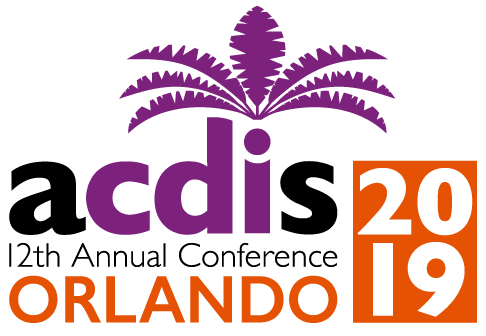 acdis
12th Annual Conference
ORLANDO
20
19